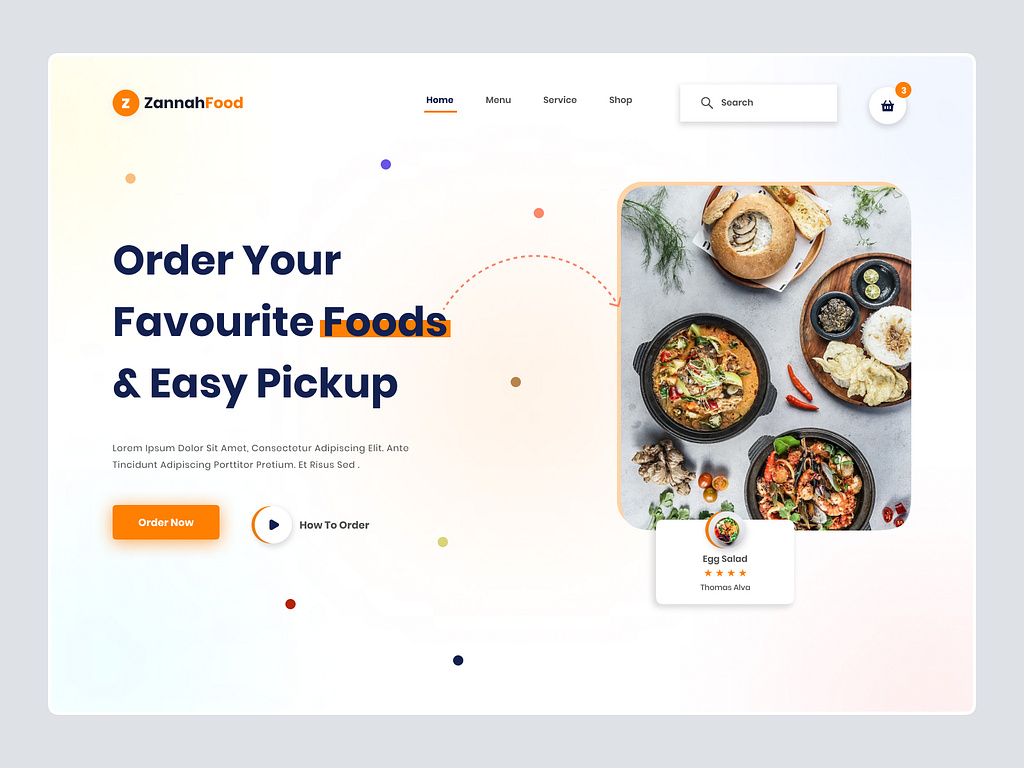 Z ZannahFood
Home Menu Service Shop
Search
3
Order Your
Favourite Foods
& Easy Pickup
Lorem Ipsum Dolor Sit Amet, Consectetur Adipiscing Elit. Ante
Tincidunt Adipiscing Porttitor Pretium. Et Risus Sed .
Order Now
How To Order
Egg Salad
Thomas Alva